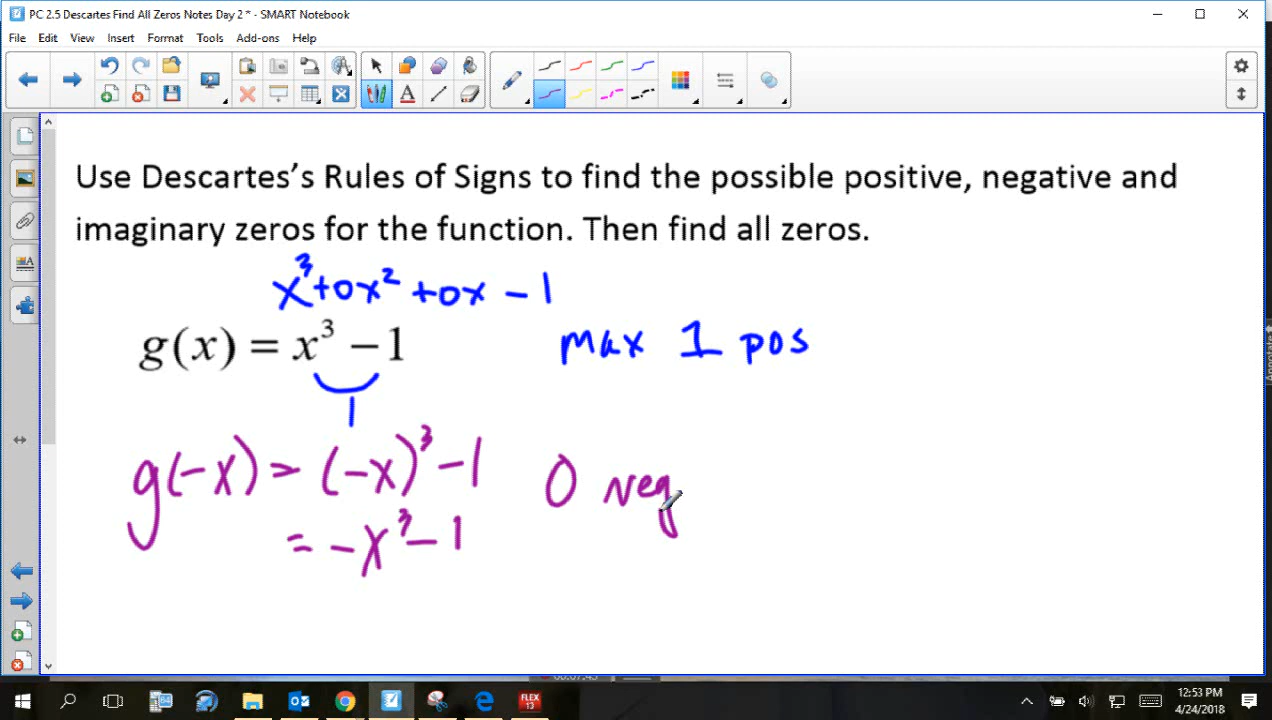 PC 2.5 Descartes Find All Zeros Notes Day 2 * - SMART Notebook
File Edit View Insert Format Tools Add-ons Help
Use Descartes's Rules of Signs to find the possible positive, negative and
imaginary zeros for the function. Then find all zeros.
x³+0x²+0x-1
g(x) = x³ -1
max 1 pos
1
g(-x) = (-x)³-1
0 neg
= -x³-1
FLEX
13
12:53 PM
4/24/2018